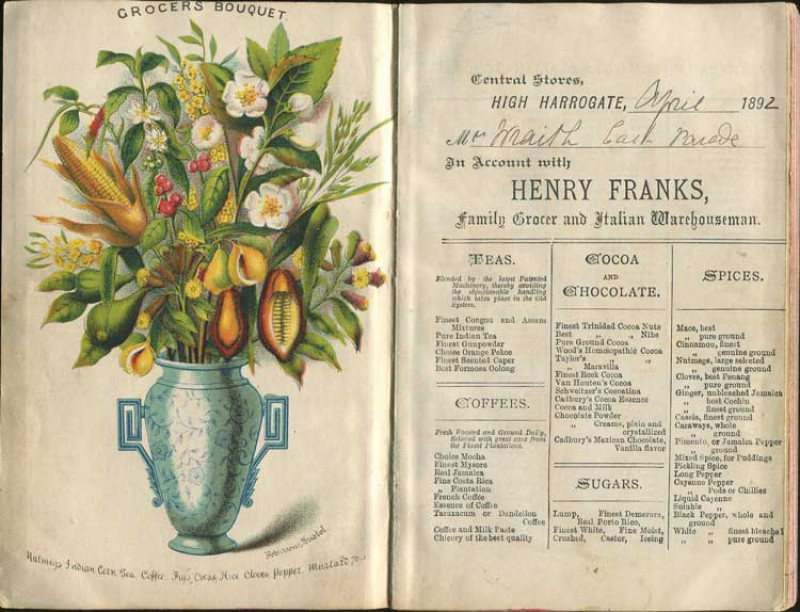 GROCERS BOUQUET.
Robinson, Bristol
Nutmegs Indian Corn Tea. Coffee. Figs, Cocoa, Rice Cloves Pepper. Mustard, &c
Central Stores,
HIGH HARROGATE, April 1892
Mr Wraith East Parade
In Account with
HENRY FRANKS,
Family Grocer and Italian Warehouseman.
TEAS.
Blended by the latest Patented
Machinery, thereby avoiding
the objectionable handling
which takes place in the Old
System.
Finest Congou and Assam
Mixtures
Pure Indian Tea
Finest Gunpowder
Choice Orange Pekoe
Finest Scented Caper
Best Formosa Oolong
COFFEES.
Fresh Roasted and Ground Daily,
Selected with great care from
the Finest Plantations.
Choice Mocha
Finest Mysore
Real Jamaica
Fine Costa Rica
„ Plantation
French Coffee
Essence of Coffee
Taraxacum or Dandelion
Coffee
Coffee and Milk Paste
Chicory of the best quality
COCOA
AND
CHOCOLATE.
Finest Trinidad Cocoa Nuts
Best „ „ Nibs
Pure Ground Cocoa
Wood's Homœopathic Cocoa
Taylor's „ „
„ Maravilla
Finest Rock Cocoa
Van Houten's Cocoa
Schweitzer's Cocoatina
Cadbury's Cocoa Essence
Cocoa and Milk
Chocolate Powder
„ Creams, plain and
crystallized
Cadbury's Mexican Chocolate,
Vanilla flavor
SUGARS.
Lump, Finest Demerara,
Real Porto Rico,
Finest White, Fine Moist,
Crushed, Castor, Iceing
SPICES.
Mace, best
„ pure ground
Cinnamon, finest
„ genuine ground
Nutmegs, large selected
„ genuine ground
Cloves, best Penang
„ pure ground
Ginger, unbleached Jamaica
„ best Cochin
„ finest ground
Cassia, finest ground
Caraways, whole
„ ground
Pimento, or Jamaica Pepper
„ ground
Mixed Spice, for Puddings
Pickling Spice
Long Pepper
Cayenne Pepper
„ Pods or Chillies
Liquid Cayenne
Soluble „
Black Pepper, whole and
ground
White „ finest bleached
„ „ pure ground